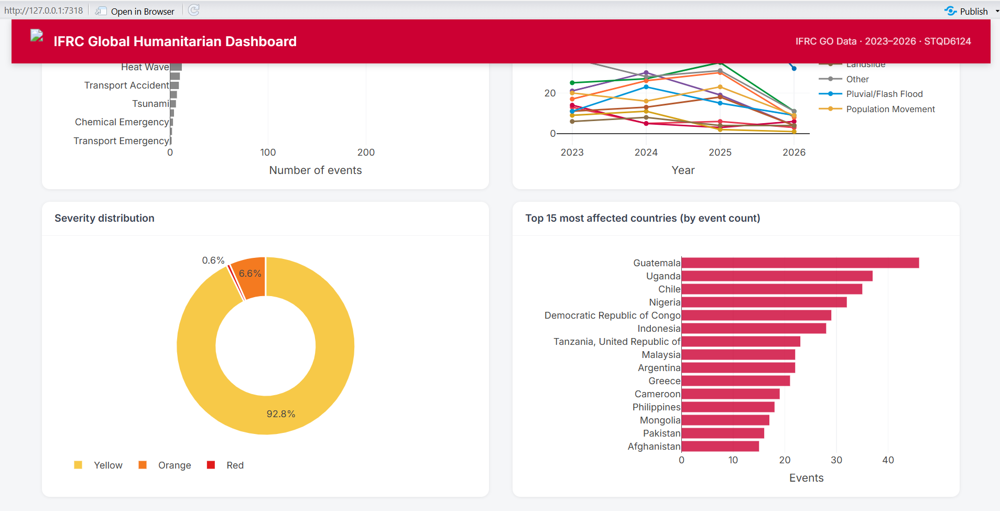 http://127.0.0.1:7318
Open in Browser
Publish
IFRC Global Humanitarian Dashboard
IFRC GO Data · 2023–2026 · STQD6124
Heat Wave
Transport Accident
Tsunami
Chemical Emergency
Transport Emergency
0
100
200
Number of events
20
0
2023
2024
2025
2026
Year
Landslide
Other
Pluvial/Flash Flood
Population Movement
Severity distribution
0.6%
6.6%
92.8%
Yellow
Orange
Red
Top 15 most affected countries (by event count)
Guatemala
Uganda
Chile
Nigeria
Democratic Republic of Congo
Indonesia
Tanzania, United Republic of
Malaysia
Argentina
Greece
Cameroon
Philippines
Mongolia
Pakistan
Afghanistan
0
10
20
30
40
Events